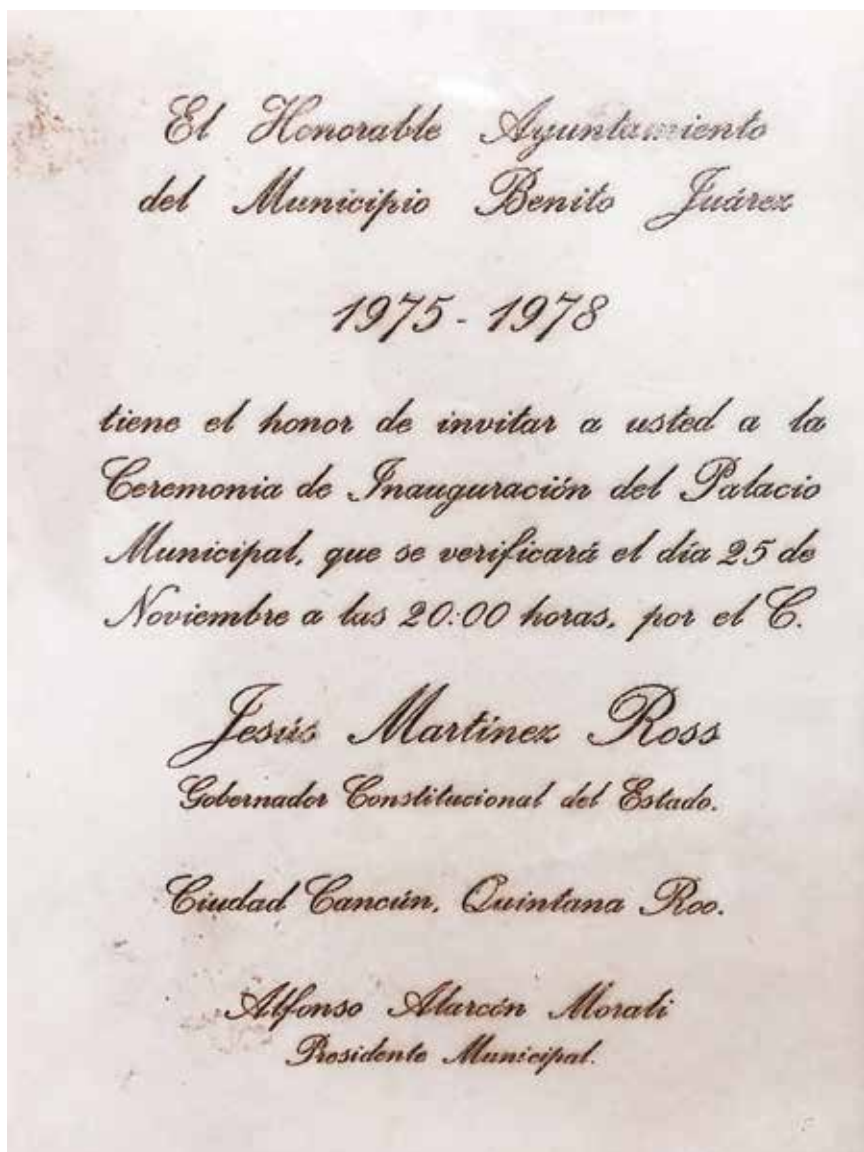 El Honorable Ayuntamiento
del Municipio Benito Juárez
1975 - 1978
tiene el honor de invitar a usted a la
Ceremonia de Inauguración del Palacio
Municipal, que se verificará el día 25 de
Noviembre a las 20:00 horas, por el C.
Jesús Martínez Ross
Gobernador Constitucional del Estado.
Ciudad Cancún, Quintana Roo.
Alfonso Alarcón Morali
Presidente Municipal.